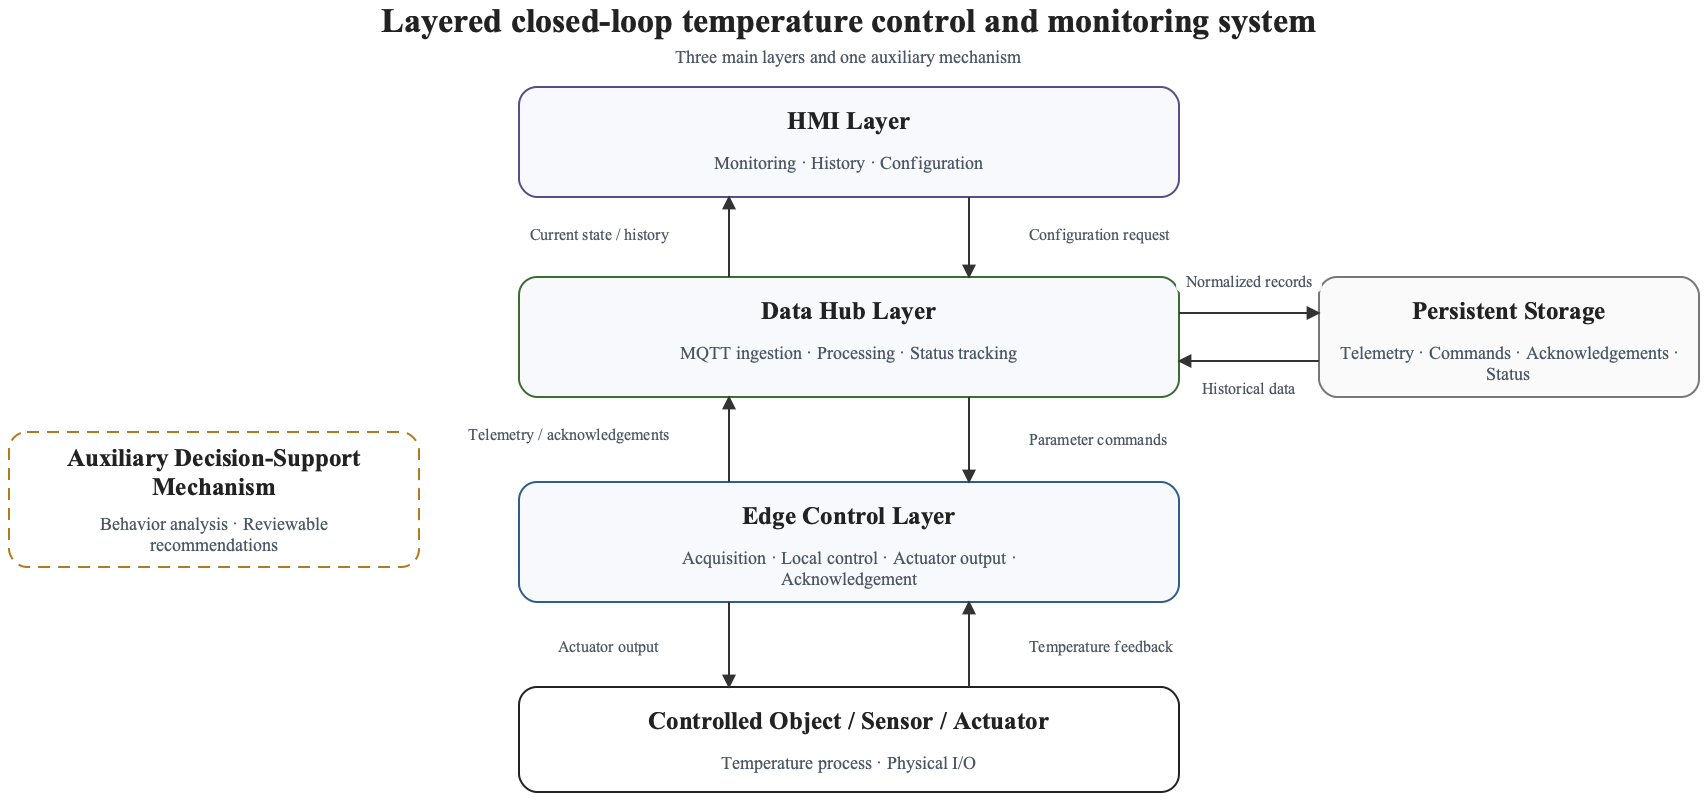 Layered closed-loop temperature control and monitoring system
Three main layers and one auxiliary mechanism
HMI Layer
Monitoring · History · Configuration
Current state / history
Configuration request
Data Hub Layer
MQTT ingestion · Processing · Status tracking
Normalized records
Historical data
Persistent Storage
Telemetry · Commands · Acknowledgements ·
Status
Telemetry / acknowledgements
Parameter commands
Auxiliary Decision-Support
Mechanism
Behavior analysis · Reviewable
recommendations
Edge Control Layer
Acquisition · Local control · Actuator output ·
Acknowledgement
Actuator output
Temperature feedback
Controlled Object / Sensor / Actuator
Temperature process · Physical I/O